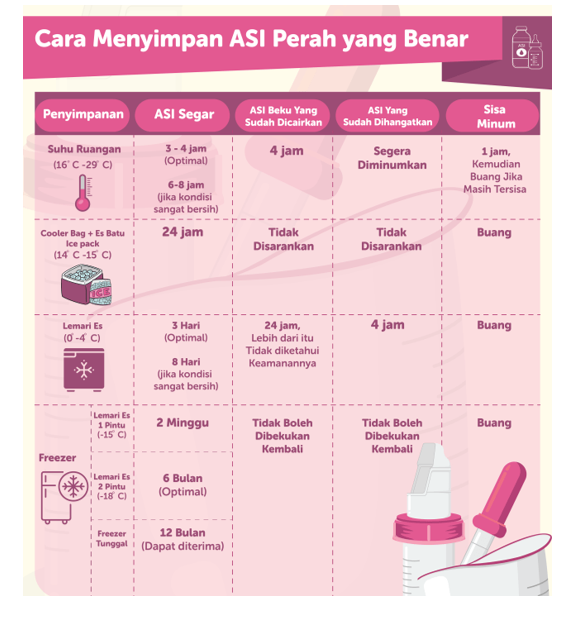 Cara Menyimpan ASI Perah yang Benar
ASI
Penyimpanan
ASI Segar
ASI Beku Yang
Sudah Dicairkan
ASI Yang
Sudah Dihangatkan
Sisa
Minum
Suhu Ruangan
(16° C -29° C)
3 - 4 jam
(Optimal)
6-8 jam
(jika kondisi
sangat bersih)
4 jam
Segera
Diminumkan
1 jam,
Kemudian
Buang Jika
Masih Tersisa
Cooler Bag + Es Batu
Ice pack
(14° C -15° C)
ICE
24 jam
Tidak
Disarankan
Tidak
Disarankan
Buang
Lemari Es
(0° -4° C)
3 Hari
(Optimal)
8 Hari
(jika kondisi
sangat bersih)
24 jam,
Lebih dari itu
Tidak diketahui
Keamanannya
4 jam
Buang
Freezer
Lemari Es
1 Pintu
(-15° C)
2 Minggu
Lemari Es
2 Pintu
(-18° C)
6 Bulan
(Optimal)
Freezer
Tunggal
12 Bulan
(Dapat diterima)
Tidak Boleh
Dibekukan
Kembali
Tidak Boleh
Dibekukan
Kembali
Buang